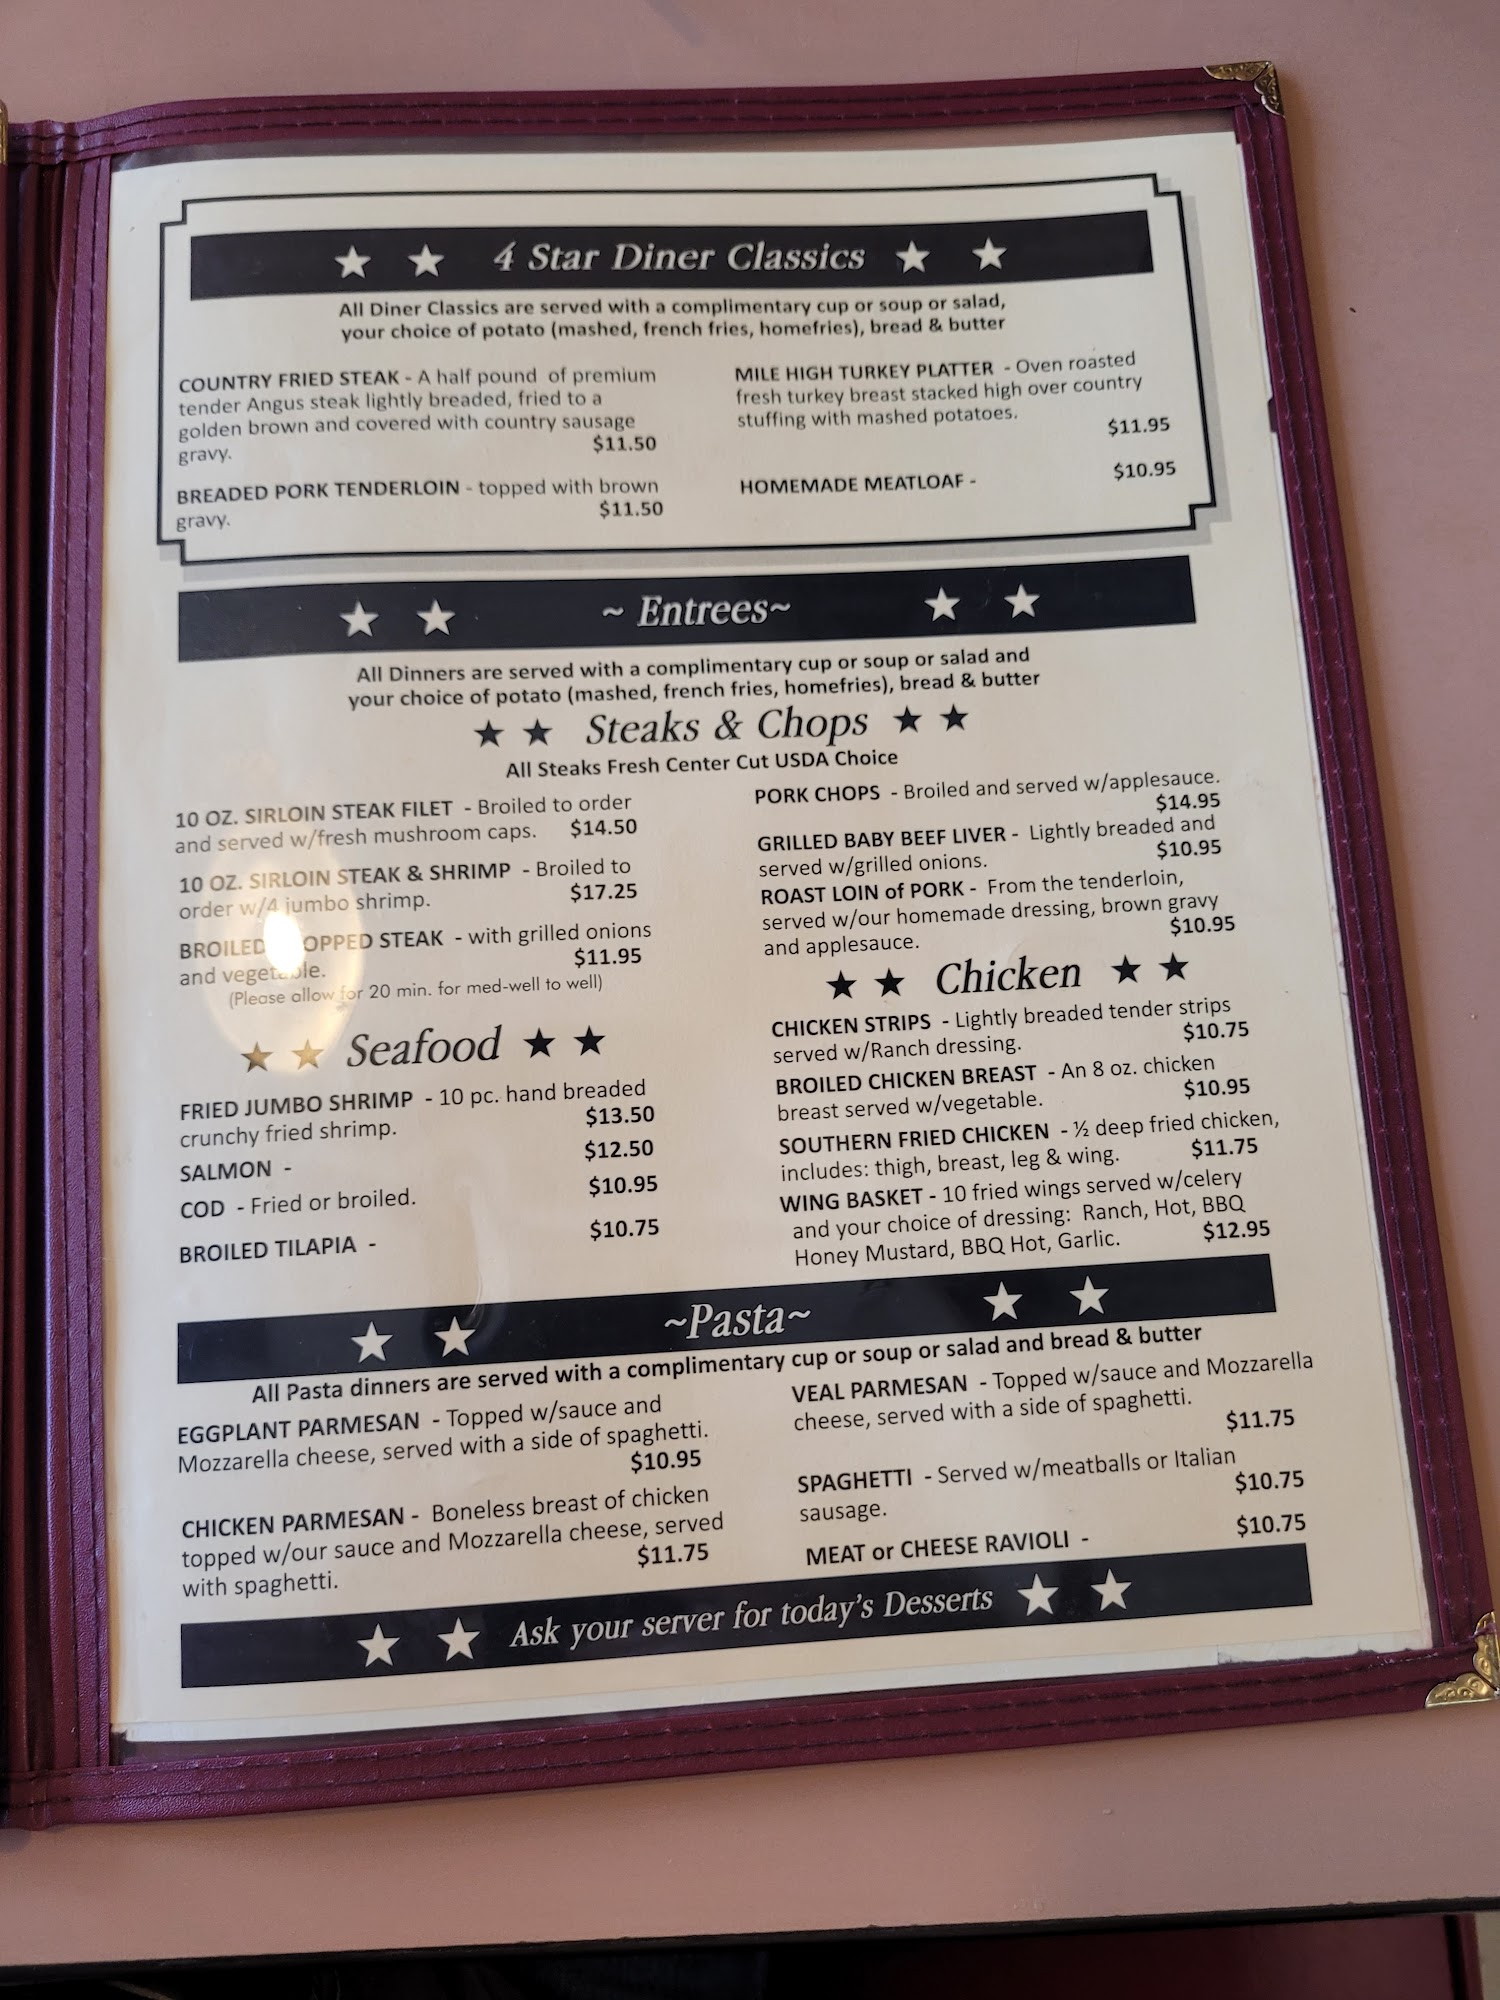 4 Star Diner Classics
All Diner Classics are served with a complimentary cup or soup or salad,
your choice of potato (mashed, french fries, homefries), bread & butter
COUNTRY FRIED STEAK - A half pound of premium
tender Angus steak lightly breaded, fried to a
golden brown and covered with country sausage
gravy. $11.50
BREADED PORK TENDERLOIN - topped with brown
gravy. $11.50
MILE HIGH TURKEY PLATTER - Oven roasted
fresh turkey breast stacked high over country
stuffing with mashed potatoes.
$11.95
HOMEMADE MEATLOAF - $10.95
~ Entrees~
All Dinners are served with a complimentary cup or soup or salad and
your choice of potato (mashed, french fries, homefries), bread & butter
Steaks & Chops
All Steaks Fresh Center Cut USDA Choice
10 OZ. SIRLOIN STEAK FILET - Broiled to order
and served w/fresh mushroom caps. $14.50
10 OZ. SIRLOIN STEAK & SHRIMP - Broiled to
order w/4 jumbo shrimp. $17.25
BROILED STEAK - with grilled onions
and vegetable. $11.95
(Please allow for 20 min. for med-well to well)
Seafood
FRIED JUMBO SHRIMP - 10 pc. hand breaded
crunchy fried shrimp. $13.50
SALMON - $12.50
COD - Fried or broiled. $10.95
BROILED TILAPIA - $10.75
PORK CHOPS - Broiled and served w/applesauce.
$14.95
GRILLED BABY BEEF LIVER - Lightly breaded and
served w/grilled onions. $10.95
ROAST LOIN of PORK - From the tenderloin,
served w/our homemade dressing, brown gravy
and applesauce. $10.95
Chicken
CHICKEN STRIPS - Lightly breaded tender strips
served w/Ranch dressing. $10.75
BROILED CHICKEN BREAST - An 8 oz. chicken
breast served w/vegetable. $10.95
SOUTHERN FRIED CHICKEN - ½ deep fried chicken,
includes: thigh, breast, leg & wing. $11.75
WING BASKET - 10 fried wings served w/celery
and your choice of dressing: Ranch, Hot, BBQ
Honey Mustard, BBQ Hot, Garlic. $12.95
~Pasta~
All Pasta dinners are served with a complimentary cup or soup or salad and bread & butter
EGGPLANT PARMESAN - Topped w/sauce and
Mozzarella cheese, served with a side of spaghetti.
$10.95
CHICKEN PARMESAN - Boneless breast of chicken
topped w/our sauce and Mozzarella cheese, served
with spaghetti. $11.75
VEAL PARMESAN - Topped w/sauce and Mozzarella
cheese, served with a side of spaghetti.
$11.75
SPAGHETTI - Served w/meatballs or Italian
sausage. $10.75
MEAT or CHEESE RAVIOLI - $10.75
Ask your server for today's Desserts